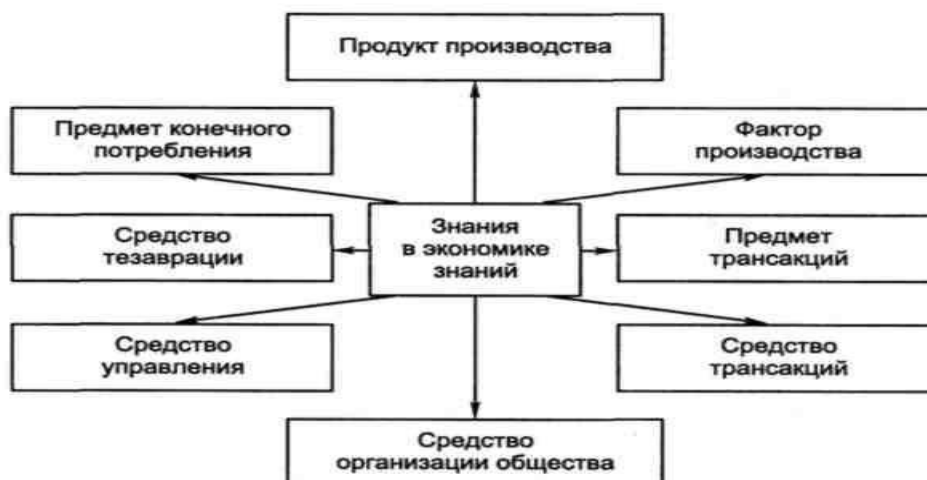 Продукт производства
Предмет конечного
потребления
Фактор
производства
Средство
тезаврации
Знания
в экономике
знаний
Предмет
трансакций
Средство
управления
Средство
трансакций
Средство
организации общества